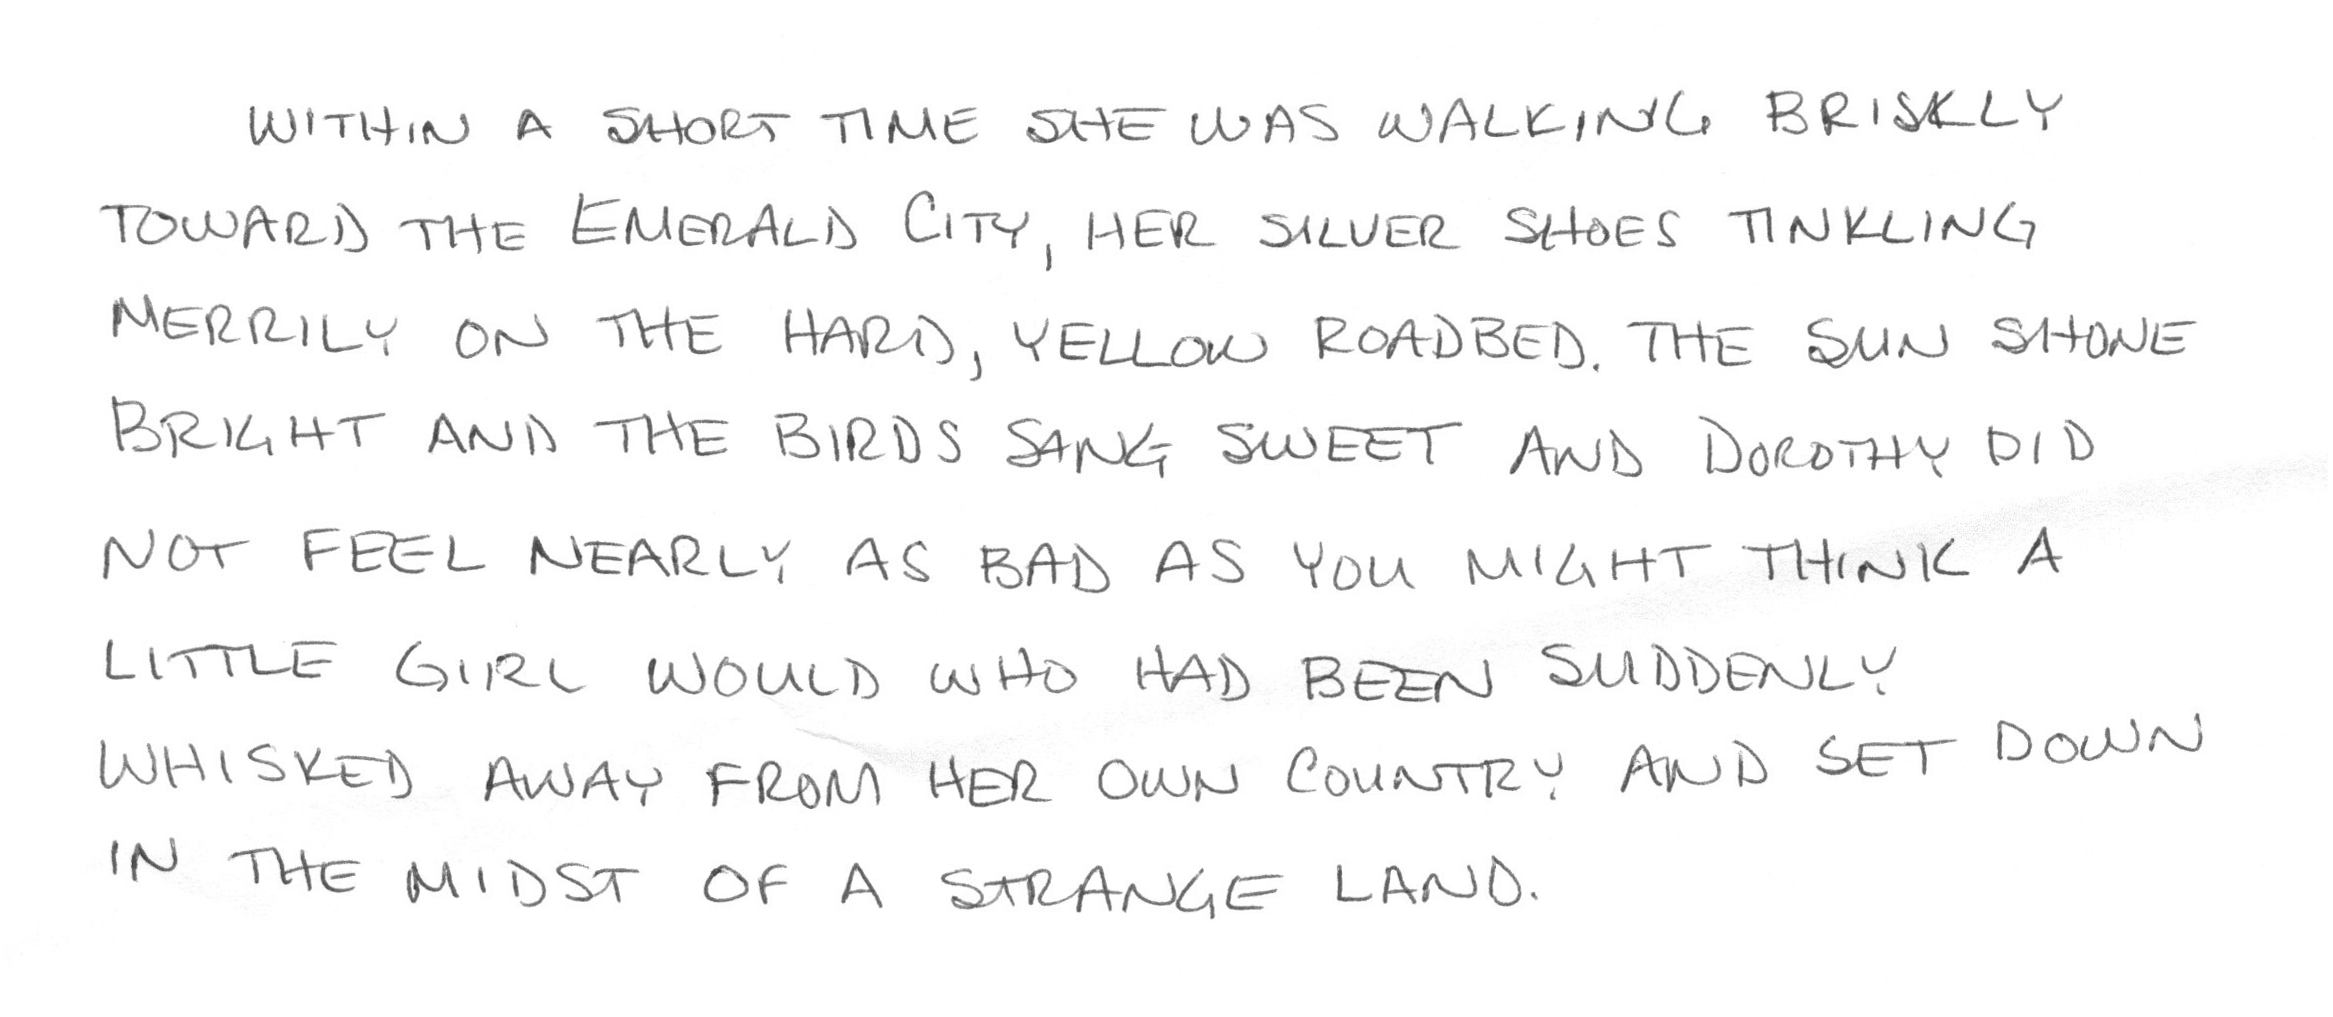 WITHIN A SHORT TIME SHE WAS WALKING BRISKLY
TOWARD THE EMERALD CITY, HER SILVER SHOES TINKLING
MERRILY ON THE HARD, YELLOW ROADBED. THE SUN SHONE
BRIGHT AND THE BIRDS SANG SWEET AND DOROTHY DID
NOT FEEL NEARLY AS BAD AS YOU MIGHT THINK A
LITTLE GIRL WOULD WHO HAD BEEN SUDDENLY
WHISKED AWAY FROM HER OWN COUNTRY AND SET DOWN
IN THE MIDST OF A STRANGE LAND.